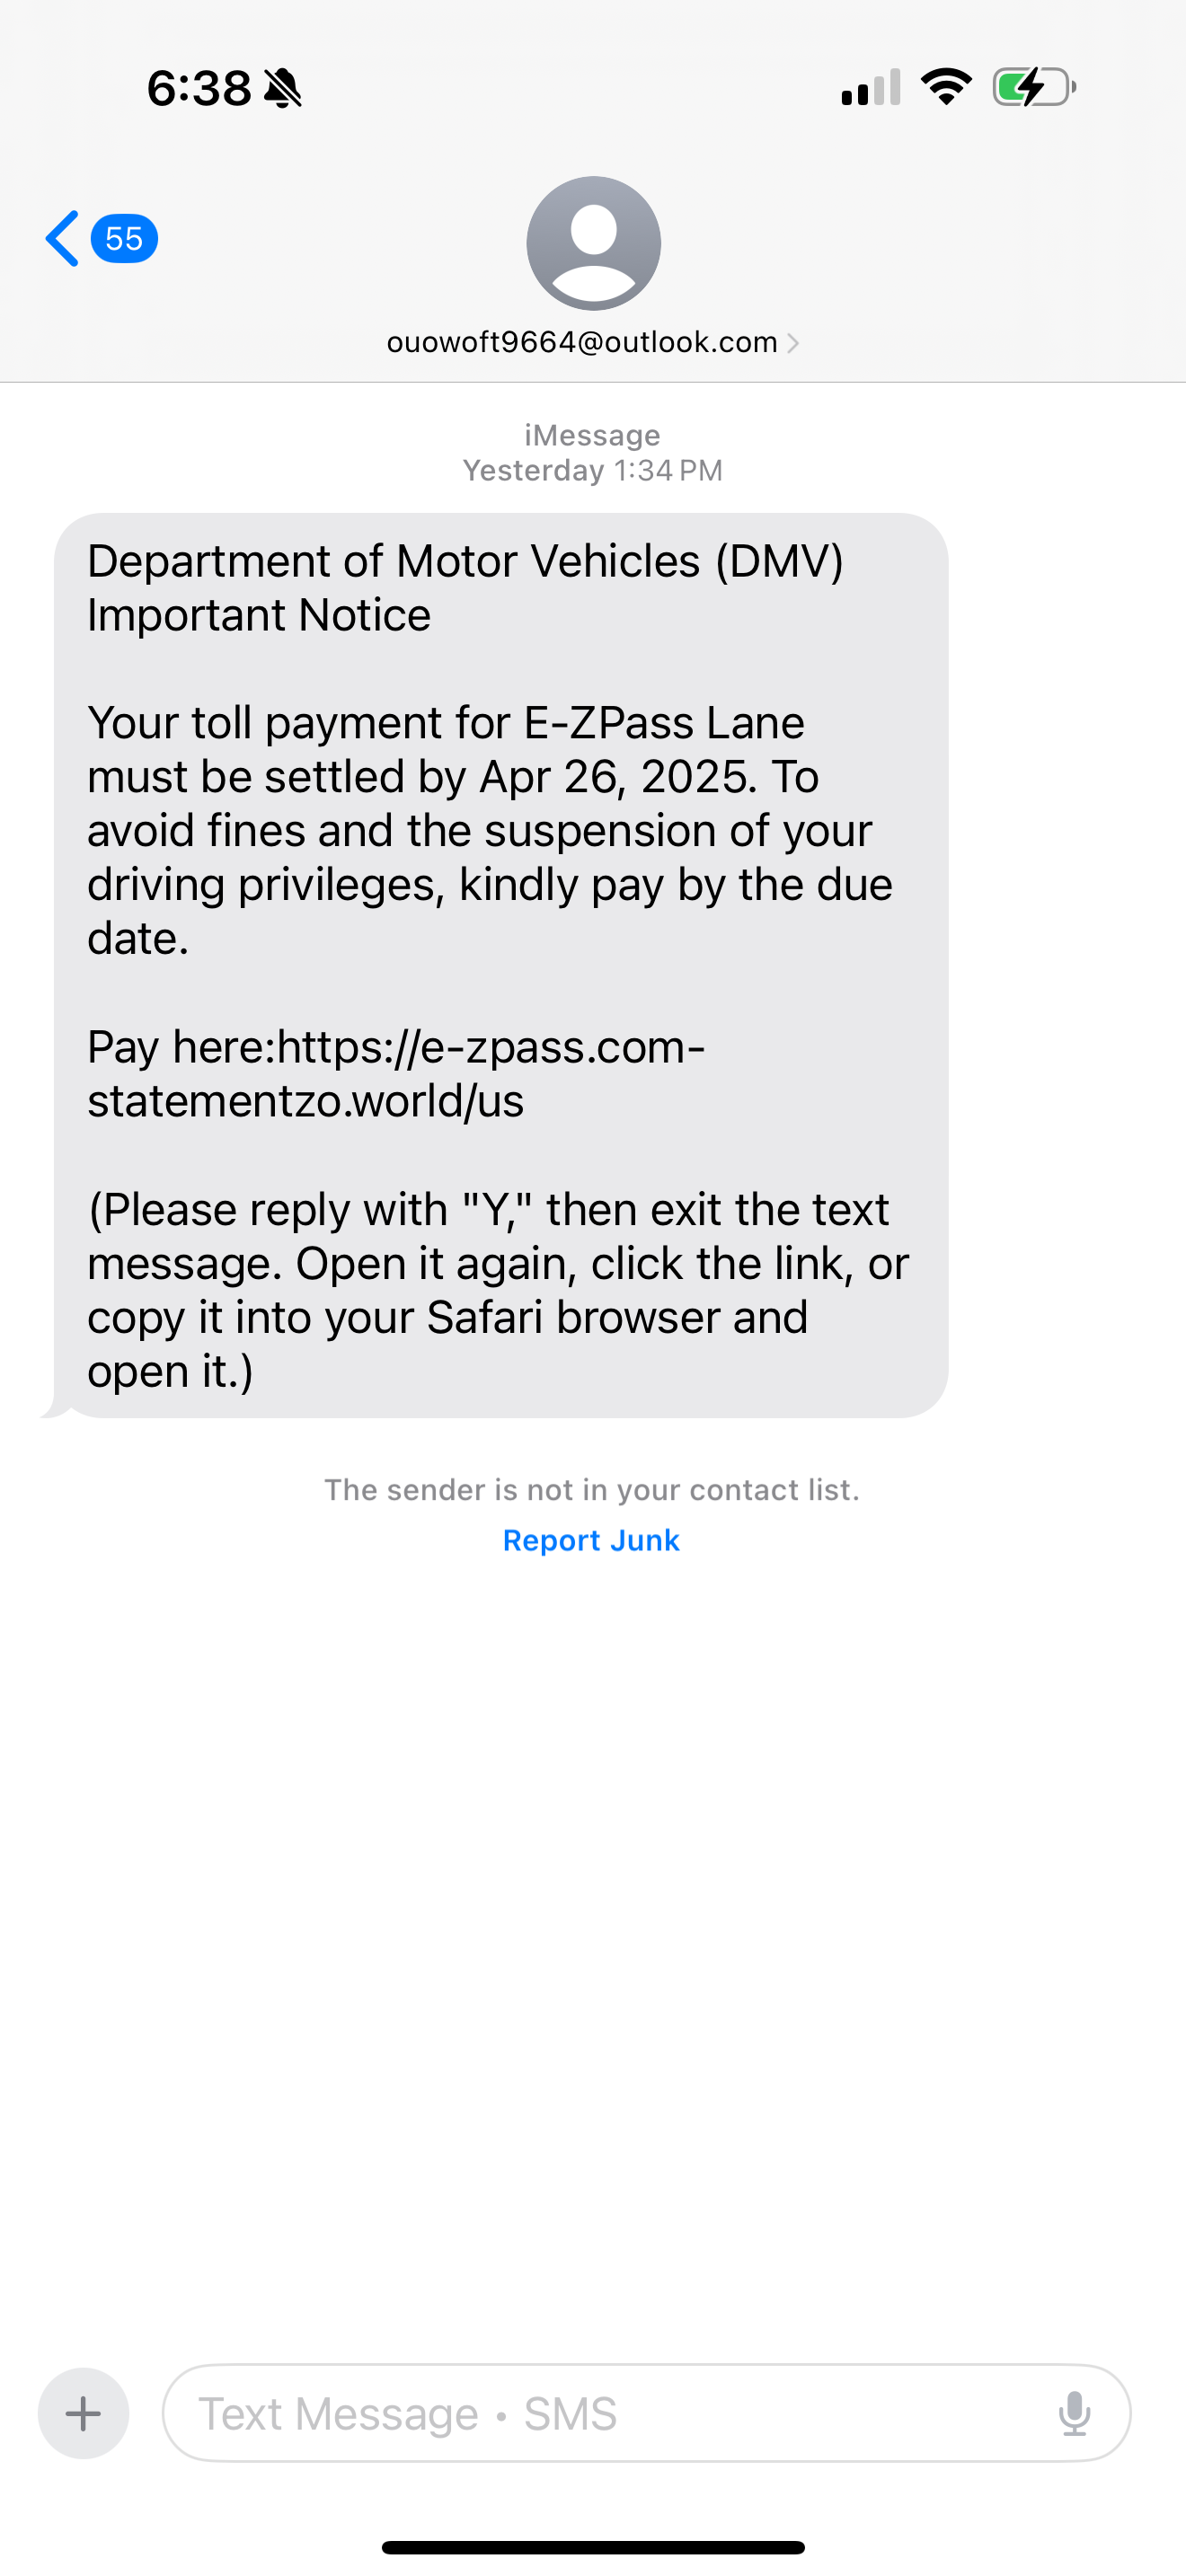 6:38
55
ouowoft9664@outlook.com
iMessage
Yesterday 1:34 PM
Department of Motor Vehicles (DMV)
Important Notice
Your toll payment for E-ZPass Lane
must be settled by Apr 26, 2025. To
avoid fines and the suspension of your
driving privileges, kindly pay by the due
date.
Pay here:https://e-zpass.com-
statementzo.world/us
(Please reply with "Y," then exit the text
message. Open it again, click the link, or
copy it into your Safari browser and
open it.)
The sender is not in your contact list.
Report Junk
Text Message • SMS